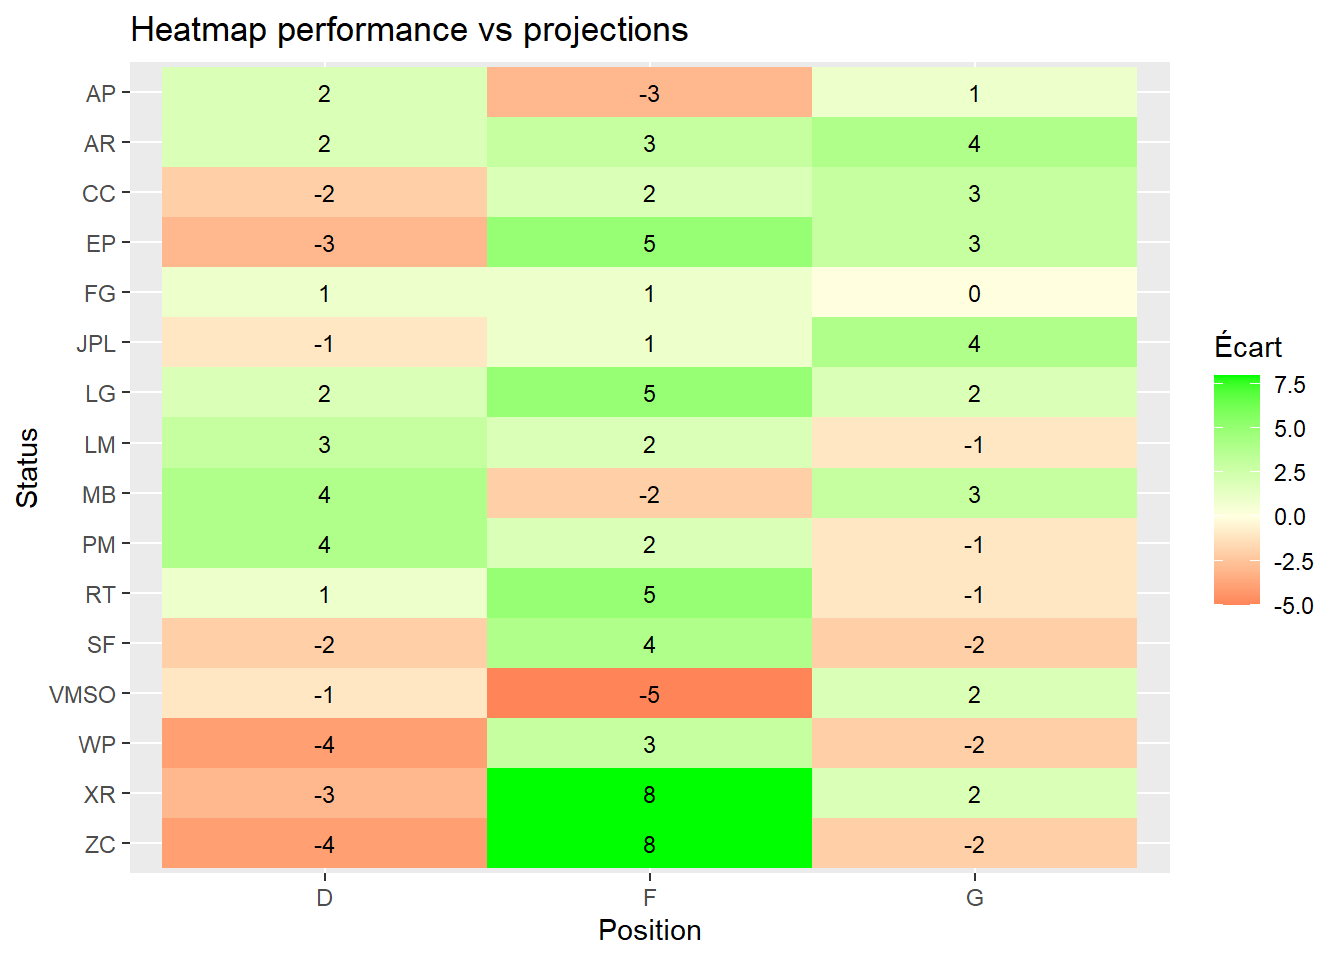 Heatmap performance vs projections
AP 2 -3 1
AR 2 3 4
CC -2 2 3
EP -3 5 3
FG 1 1 0
JPL -1 1 4
LG 2 5 2
LM 3 2 -1
MB 4 -2 3
PM 4 2 -1
RT 1 5 -1
SF -2 4 -2
VMSO -1 -5 2
WP -4 3 -2
XR -3 8 2
ZC -4 8 -2
D F G
Position
Status
Écart
7.5
5.0
2.5
0.0
-2.5
-5.0